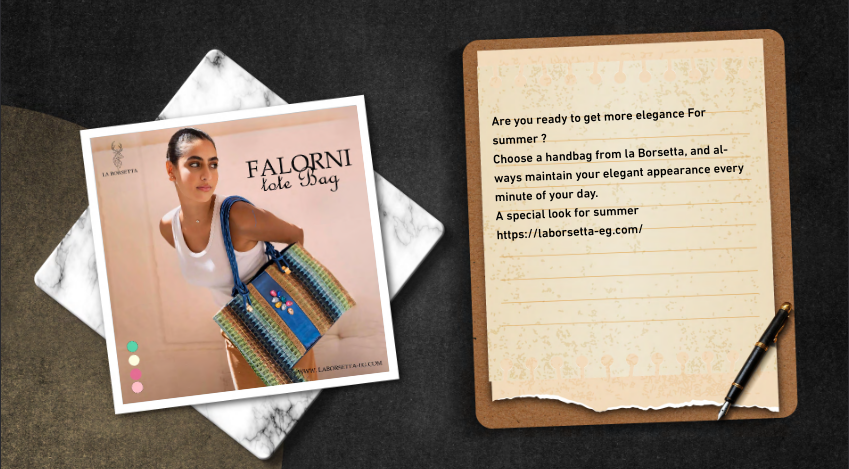 LA BORSETTA
FALORNI
tote Bag
WWW. LABORSETTA-EG.COM
Are you ready to get more elegance For
summer ?
Choose a handbag from la Borsetta, and al-
ways maintain your elegant appearance every
minute of your day.
A special look for summer
https://laborsetta-eg.com/